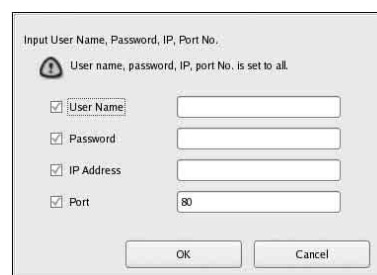 Input User Name, Password, IP, Port No.
User name, password, IP, port No. is set to all.
User Name
Password
IP Address
Port 80
OK Cancel